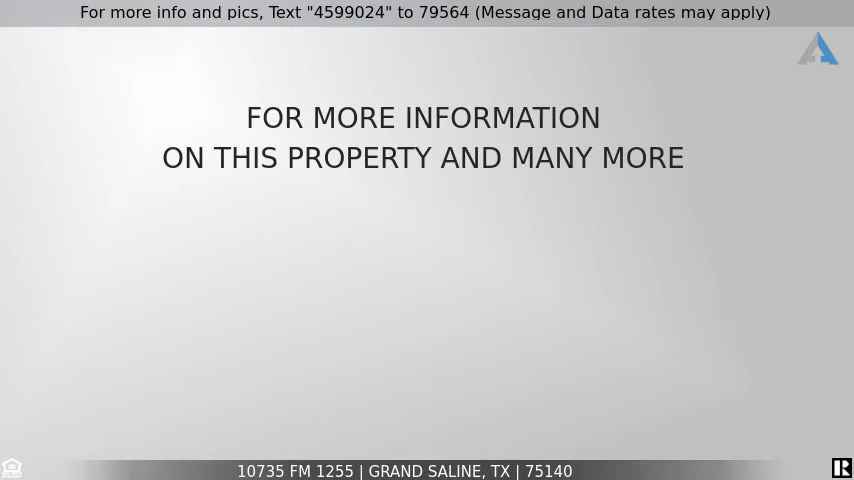 For more info and pics, Text "4599024" to 79564 (Message and Data rates may apply)
FOR MORE INFORMATION
ON THIS PROPERTY AND MANY MORE
10735 FM 1255 | GRAND SALINE, TX | 75140